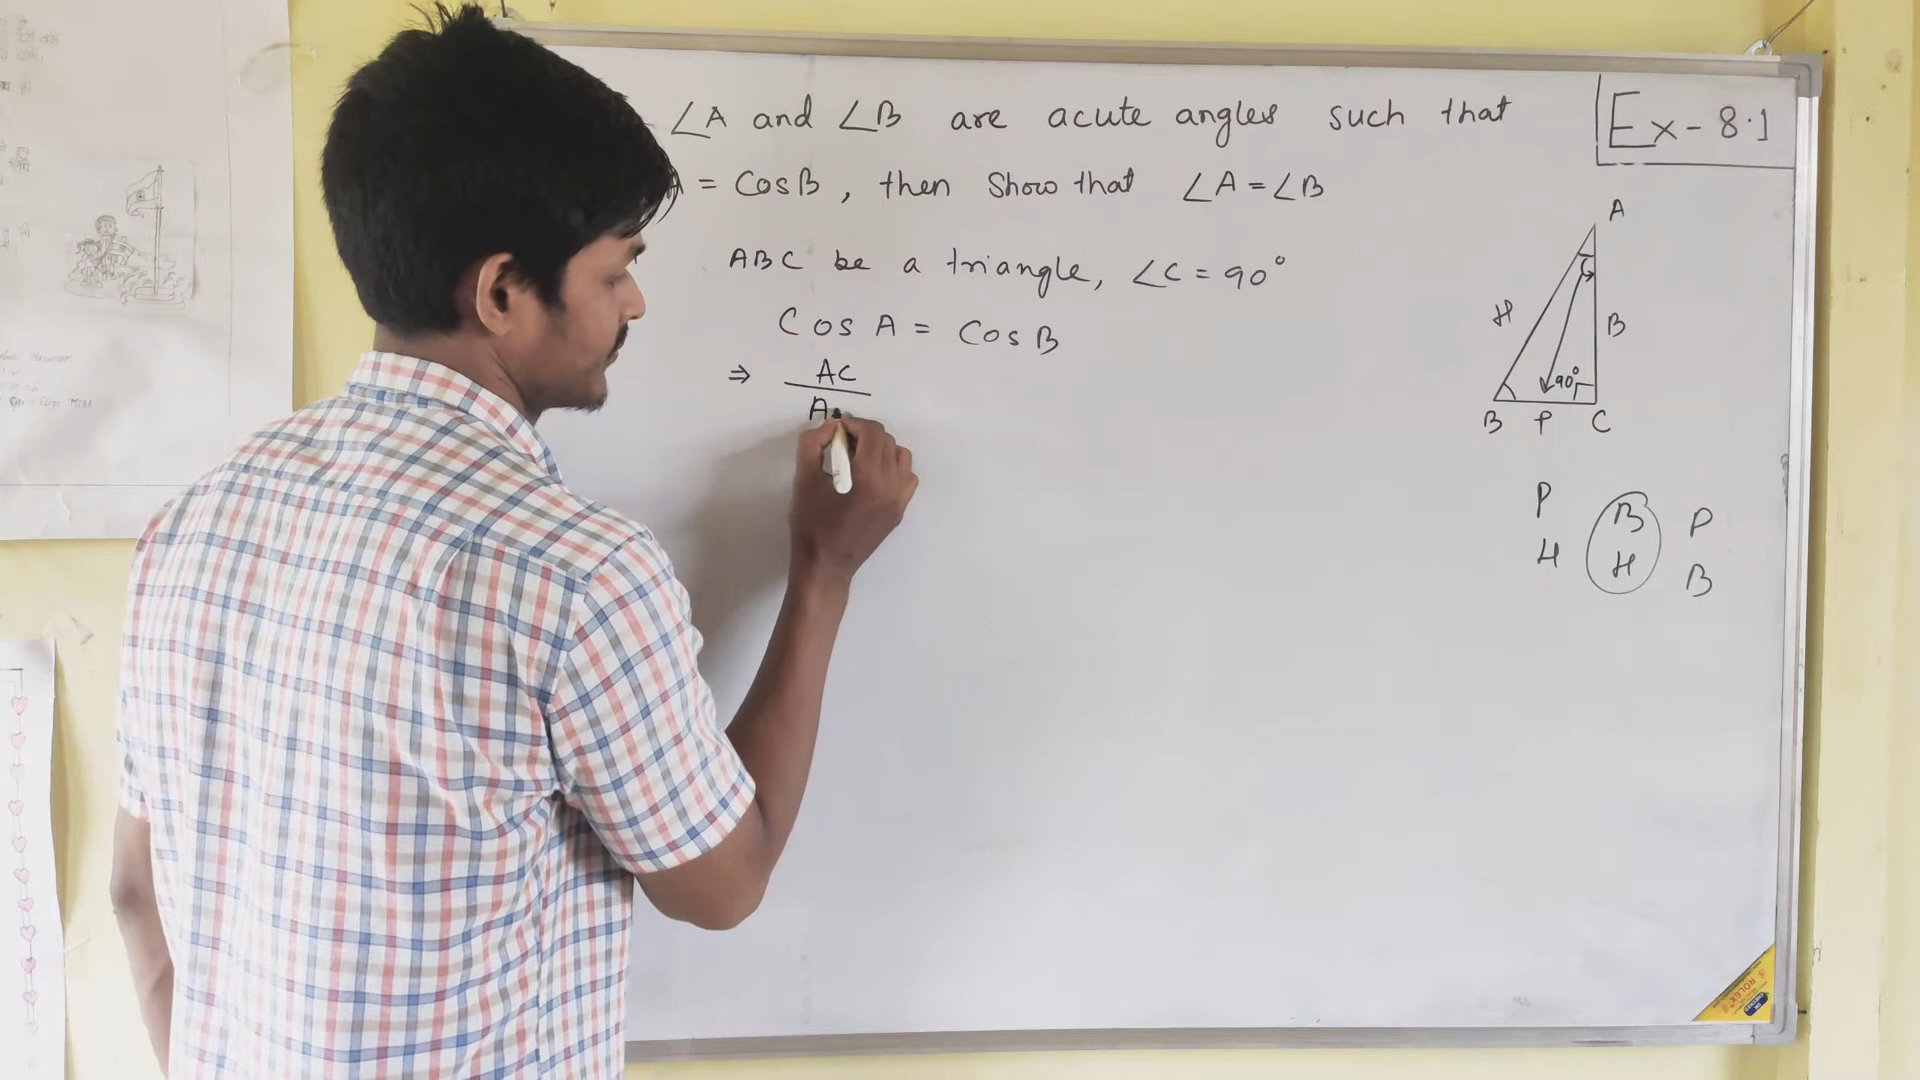 ∠A and ∠B are acute angles such that
= CosB, then Show that ∠A = ∠B
ABC be a triangle, ∠C = 90°
Cos A = Cos B
⇒ AC
A
Ex - 8.1
A
H
B
90°
B P C
P B P
H H B
ROLEX